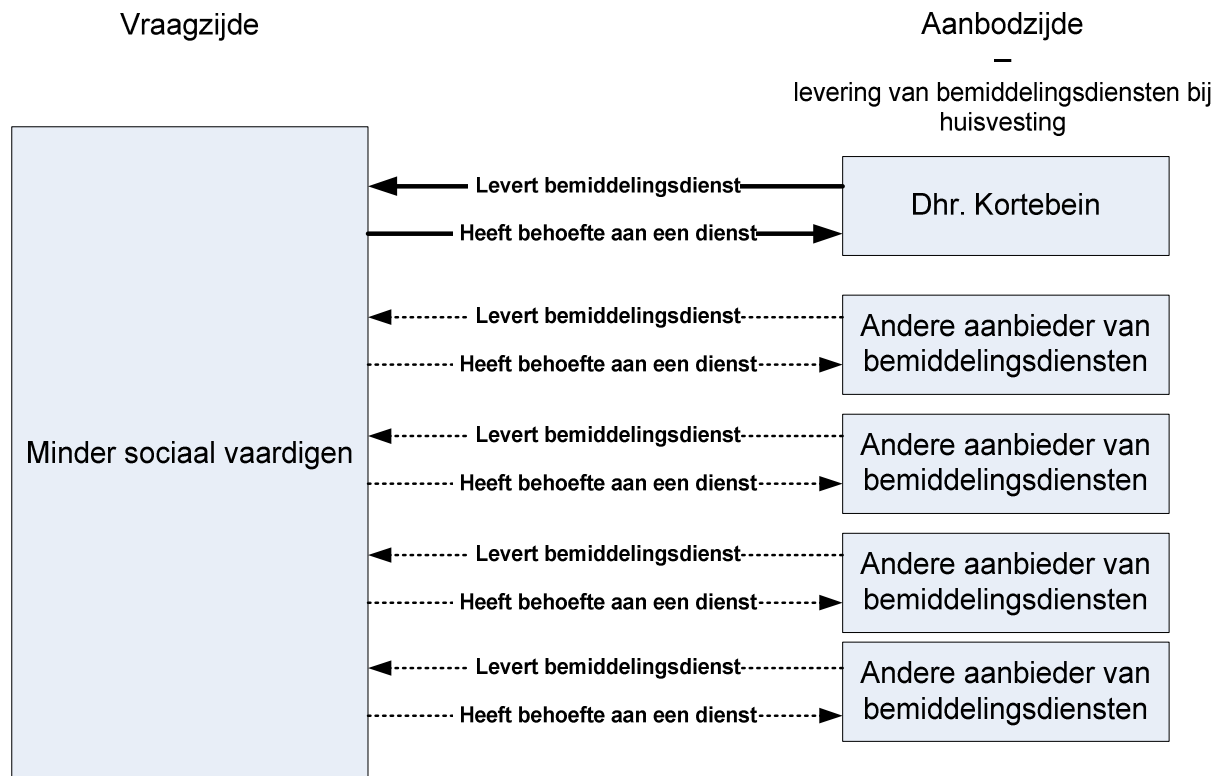 Vraagzijde
Aanbodzijde
–
levering van bemiddelingsdiensten bij
huisvesting
Minder sociaal vaardigen
Levert bemiddelingsdienst
Heeft behoefte aan een dienst
Dhr. Kortebein
Levert bemiddelingsdienst
Heeft behoefte aan een dienst
Andere aanbieder van
bemiddelingsdiensten
Levert bemiddelingsdienst
Heeft behoefte aan een dienst
Andere aanbieder van
bemiddelingsdiensten
Levert bemiddelingsdienst
Heeft behoefte aan een dienst
Andere aanbieder van
bemiddelingsdiensten
Levert bemiddelingsdienst
Heeft behoefte aan een dienst
Andere aanbieder van
bemiddelingsdiensten